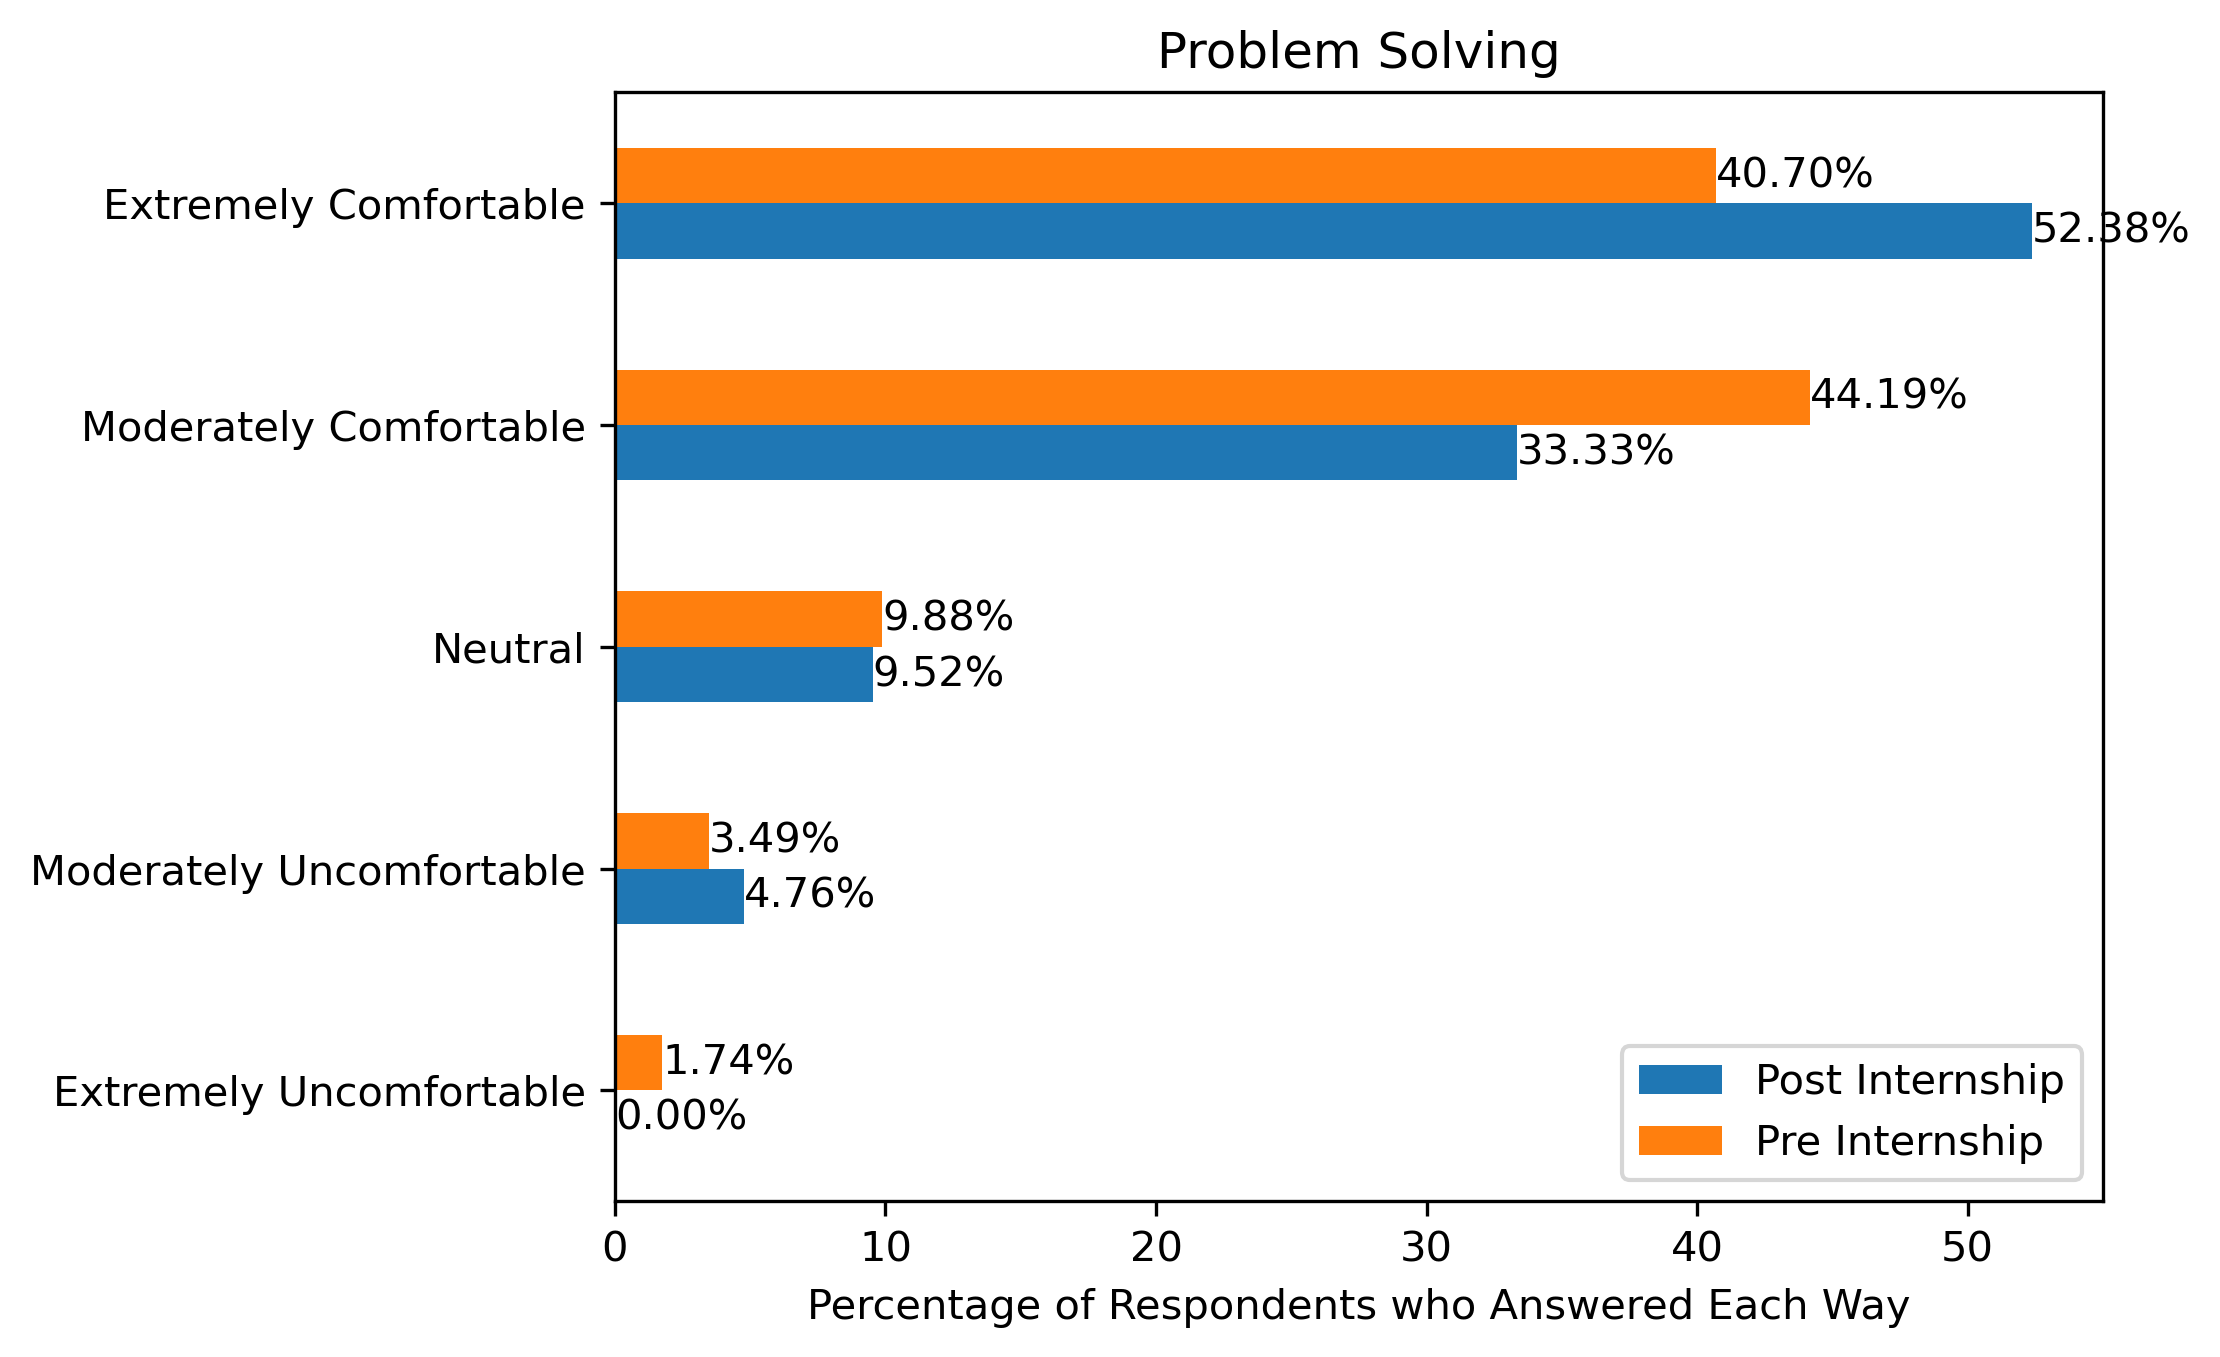 Problem Solving
Extremely Comfortable
40.70%
52.38%
Moderately Comfortable
44.19%
33.33%
Neutral
9.88%
9.52%
Moderately Uncomfortable
3.49%
4.76%
Extremely Uncomfortable
1.74%
0.00%
Post Internship
Pre Internship
0 10 20 30 40 50
Percentage of Respondents who Answered Each Way